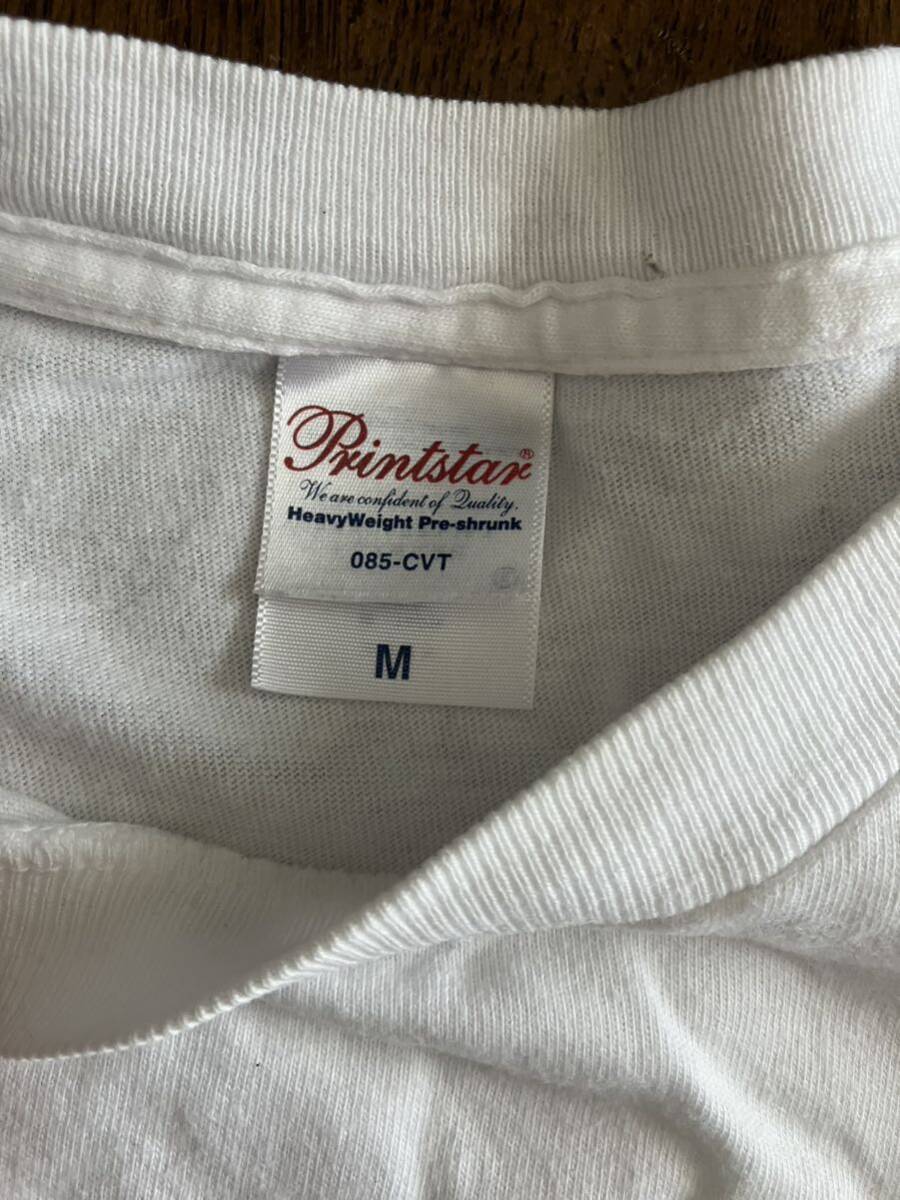 Printstar®
We are confident of Quality.
HeavyWeight Pre-shrunk
085-CVT
M